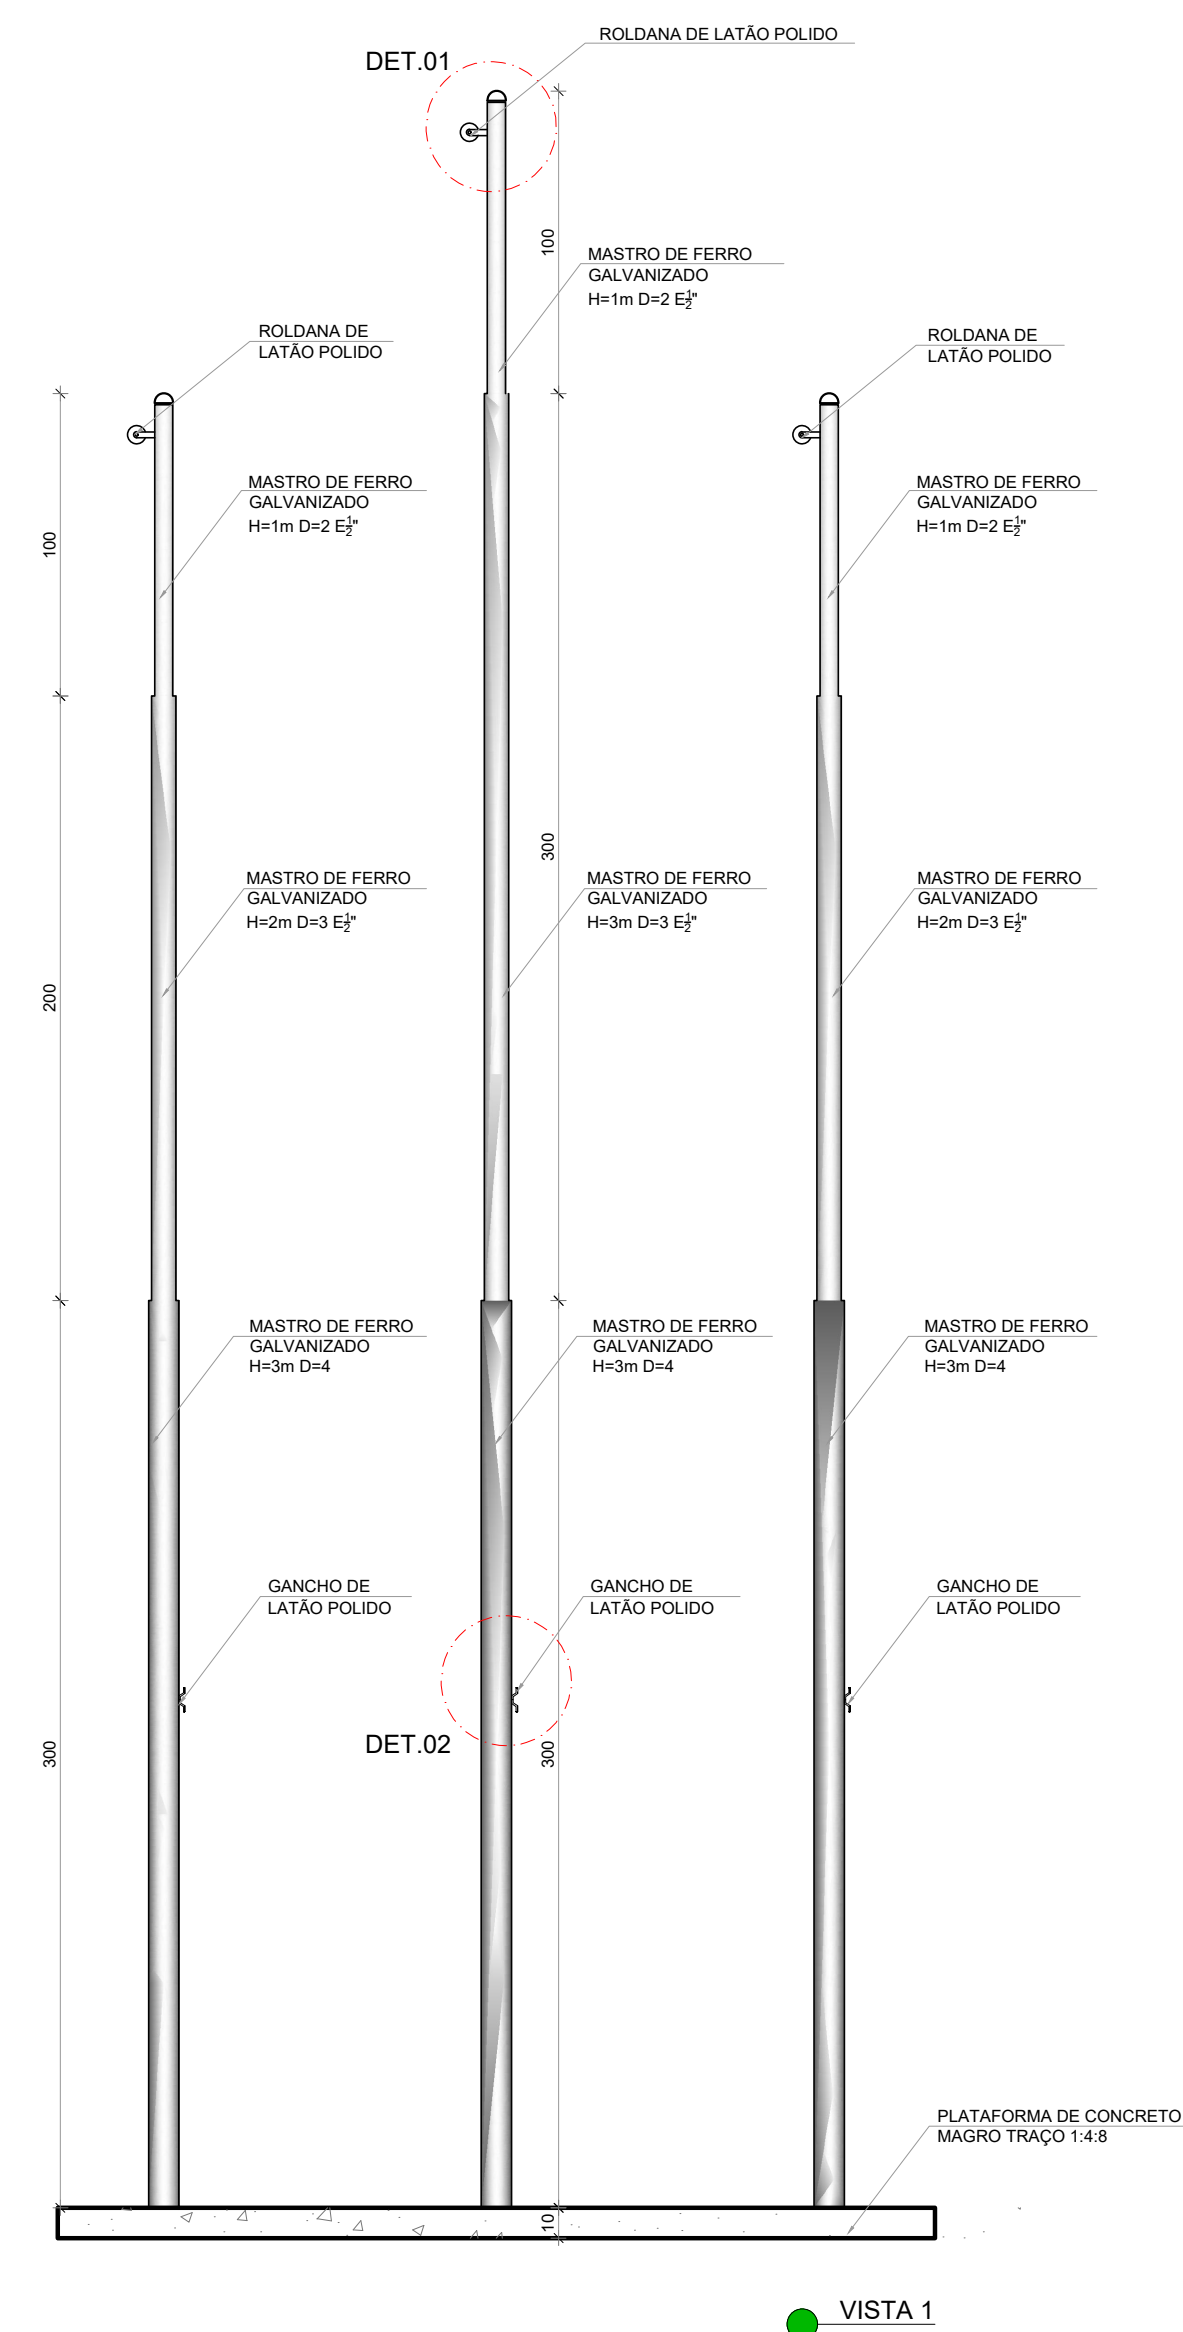 ROLDANA DE LATÃO POLIDO
DET.01
100
MASTRO DE FERRO
GALVANIZADO
H=1m D=2 E½"
ROLDANA DE
LATÃO POLIDO
ROLDANA DE
LATÃO POLIDO
MASTRO DE FERRO
GALVANIZADO
H=1m D=2 E½"
MASTRO DE FERRO
GALVANIZADO
H=1m D=2 E½"
100
300
MASTRO DE FERRO
GALVANIZADO
H=2m D=3 E½"
MASTRO DE FERRO
GALVANIZADO
H=3m D=3 E½"
MASTRO DE FERRO
GALVANIZADO
H=2m D=3 E½"
200
MASTRO DE FERRO
GALVANIZADO
H=3m D=4
MASTRO DE FERRO
GALVANIZADO
H=3m D=4
MASTRO DE FERRO
GALVANIZADO
H=3m D=4
GANCHO DE
LATÃO POLIDO
GANCHO DE
LATÃO POLIDO
GANCHO DE
LATÃO POLIDO
DET.02
300
300
PLATAFORMA DE CONCRETO
MAGRO TRAÇO 1:4:8
10
VISTA 1